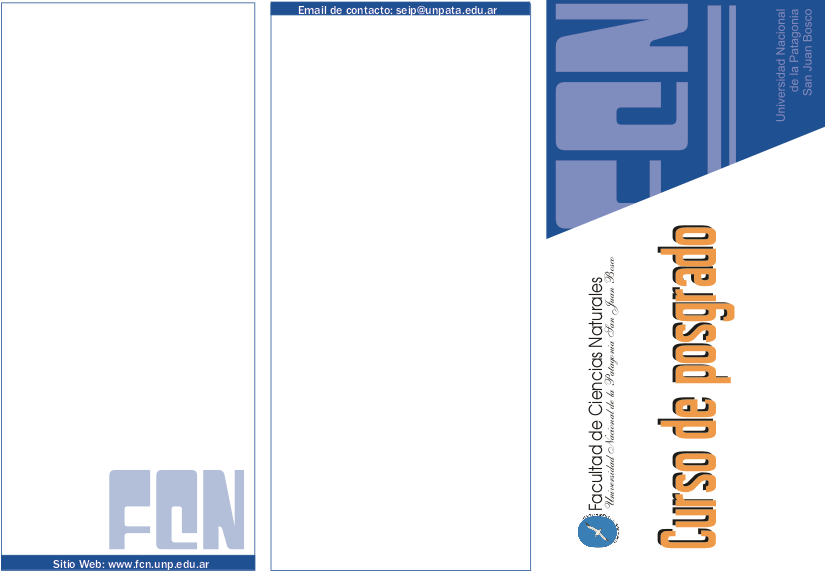 FCN
Sitio Web: www.fcn.unp.edu.ar
Email de contacto: seip@unpata.edu.ar
Universidad Nacional
de la Patagonia
San Juan Bosco
Facultad de Ciencias Naturales
Universidad Nacional de la Patagonia San Juan Bosco
Curso de posgrado